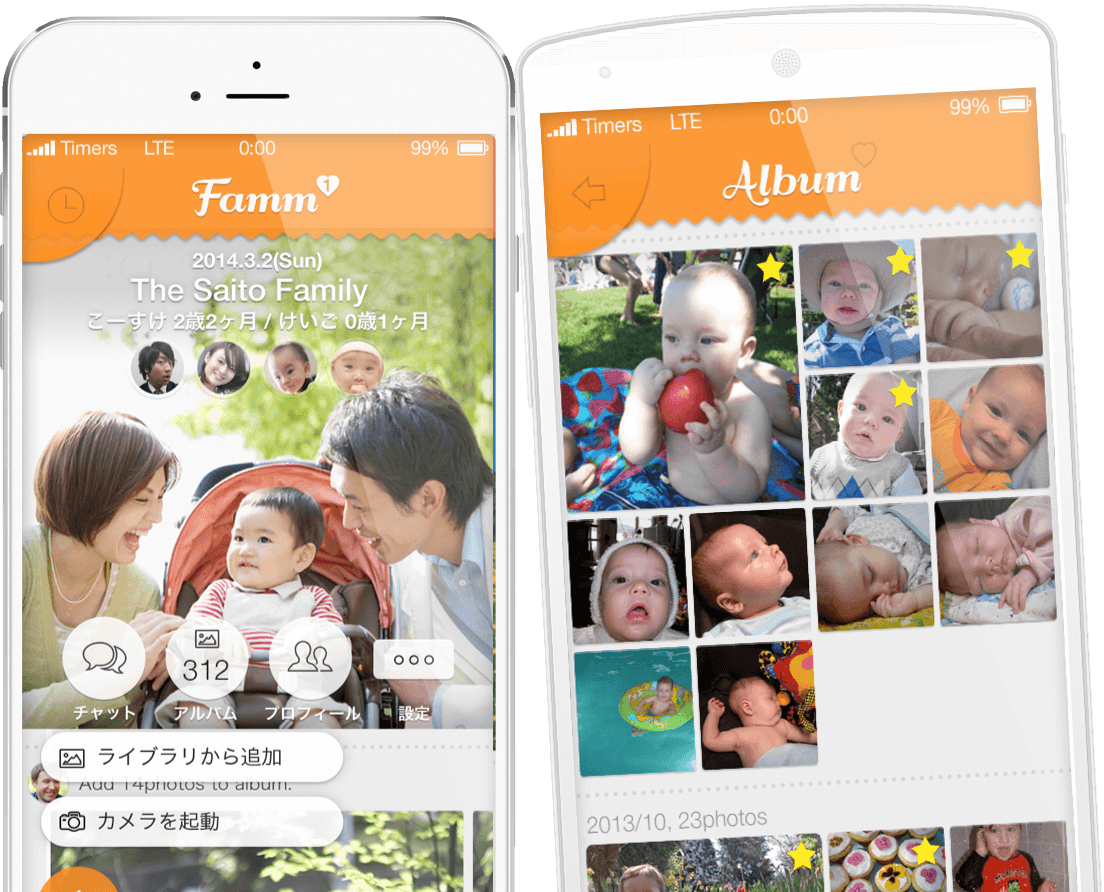 Timers LTE 0:00 99%
Famm 1
2014.3.2(Sun)
The Saito Family
こーすけ 2歳2ヶ月 / けいご 0歳1ヶ月
312
チャット アルバム プロフィール 設定
ライブラリから追加
Add 14photos to album.
カメラを起動
Timers LTE 0:00 99%
Album
2013/10, 23photos